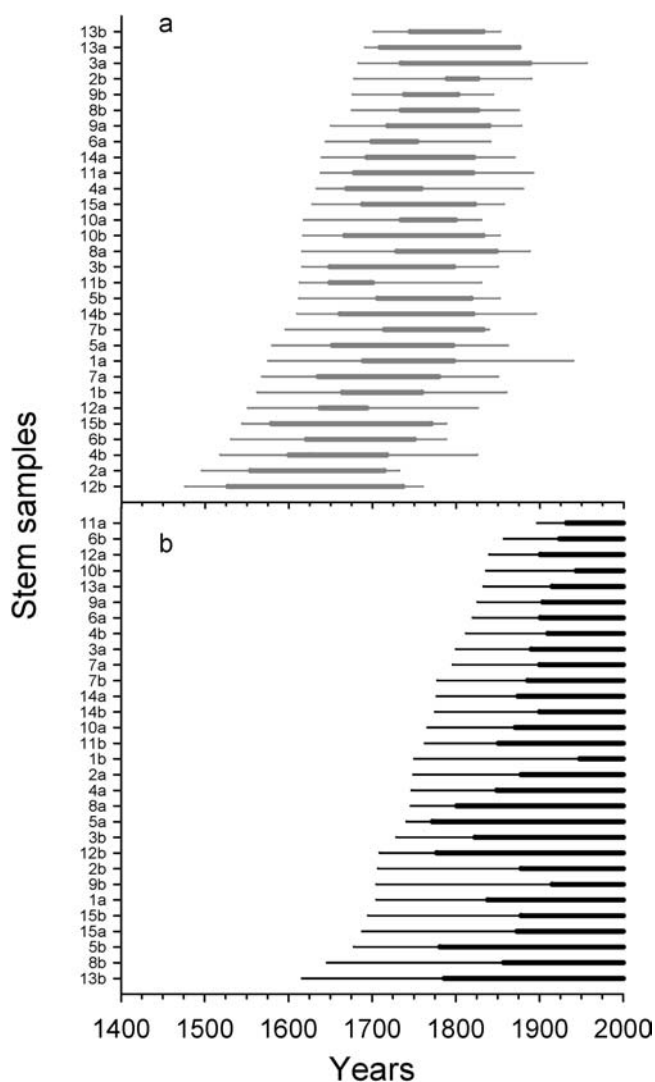 a
13b
13a
3a
2b
9b
8b
9a
6a
14a
11a
4a
15a
10a
10b
8a
3b
11b
5b
14b
7b
5a
1a
7a
1b
12a
15b
6b
4b
2a
12b
b
11a
6b
12a
10b
13a
9a
6a
4b
3a
7a
7b
14a
14b
10a
11b
1b
2a
4a
8a
5a
3b
12b
2b
9b
1a
15b
15a
5b
8b
13b
Stem samples
1400 1500 1600 1700 1800 1900 2000
Years